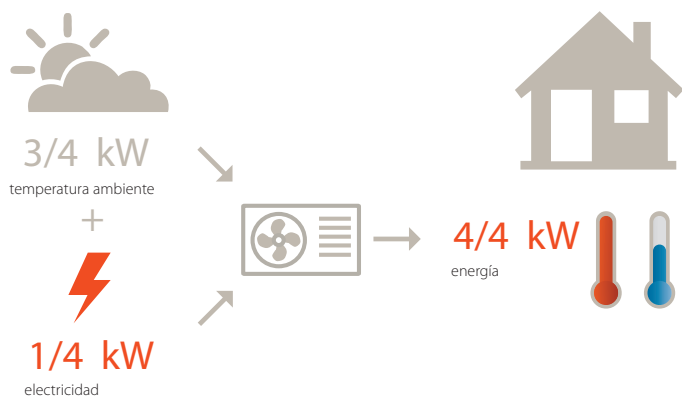 3/4 kW
temperatura ambiente
+
1/4 kW
electricidad
4/4 kW
energía